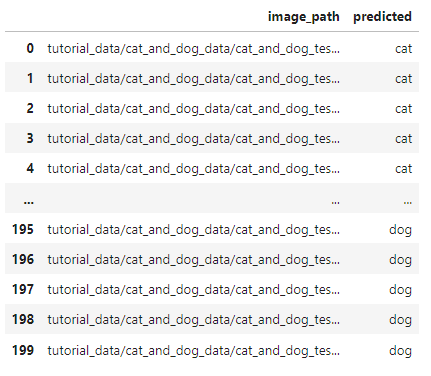 image_path predicted
0 tutorial_data/cat_and_dog_data/cat_and_dog_tes... cat
1 tutorial_data/cat_and_dog_data/cat_and_dog_tes... cat
2 tutorial_data/cat_and_dog_data/cat_and_dog_tes... cat
3 tutorial_data/cat_and_dog_data/cat_and_dog_tes... cat
4 tutorial_data/cat_and_dog_data/cat_and_dog_tes... cat
... ... ...
195 tutorial_data/cat_and_dog_data/cat_and_dog_tes... dog
196 tutorial_data/cat_and_dog_data/cat_and_dog_tes... dog
197 tutorial_data/cat_and_dog_data/cat_and_dog_tes... dog
198 tutorial_data/cat_and_dog_data/cat_and_dog_tes... dog
199 tutorial_data/cat_and_dog_data/cat_and_dog_tes... dog